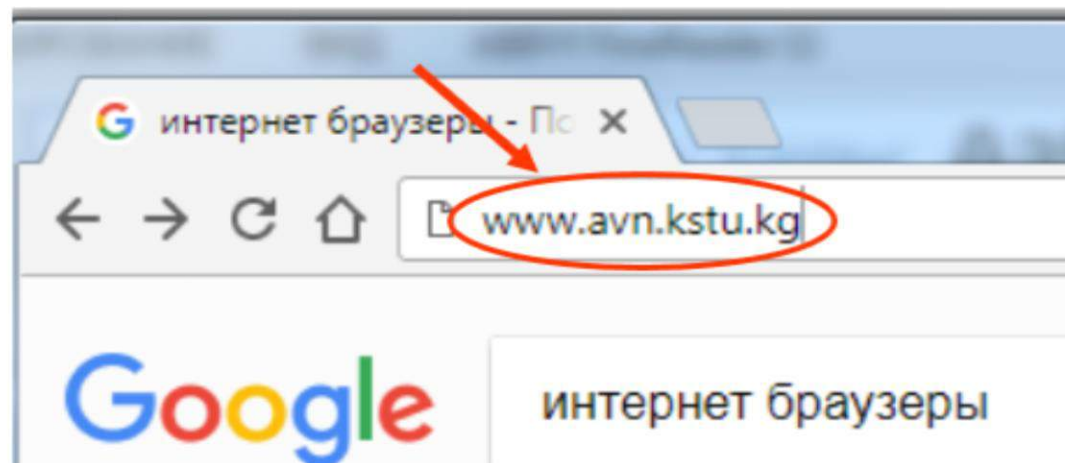 интернет браузеры - По
www.avn.kstu.kg
Google
интернет браузеры